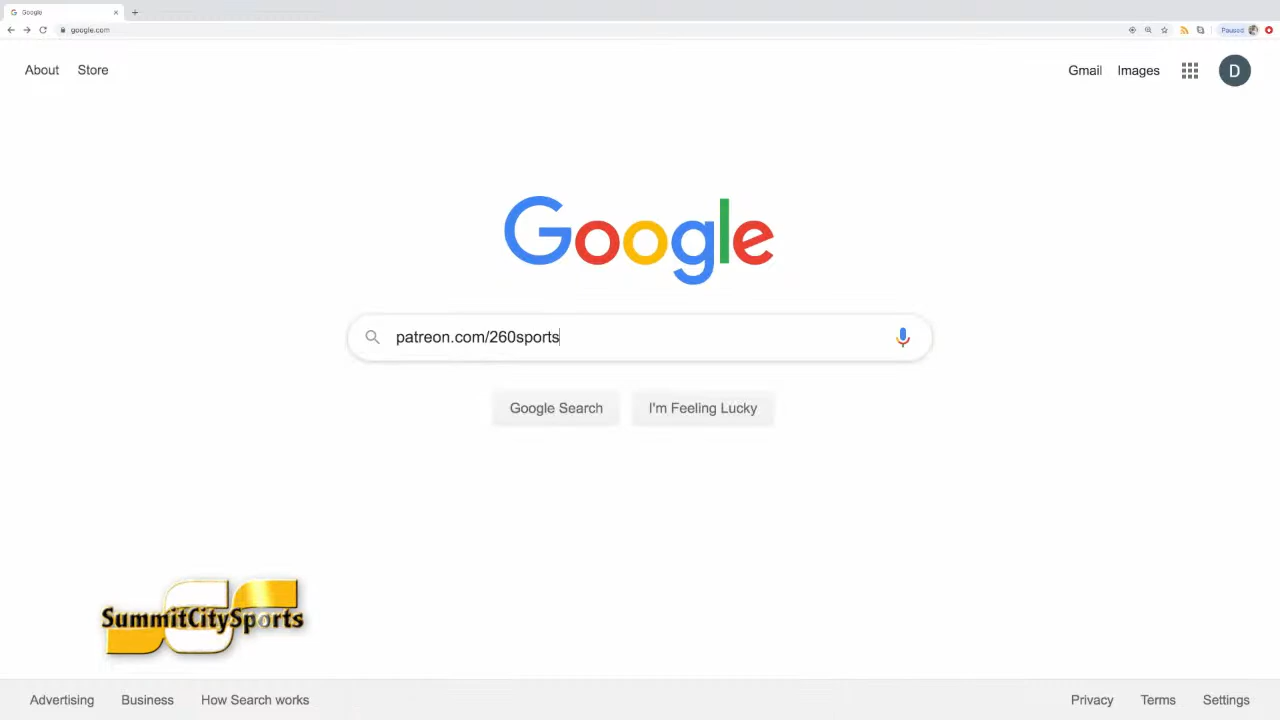 Google
google.com
Paused
About
Store
Gmail
Images
D
Google
patreon.com/260sports
Google Search
I'm Feeling Lucky
SummitCitySports
Advertising
Business
How Search works
Privacy
Terms
Settings